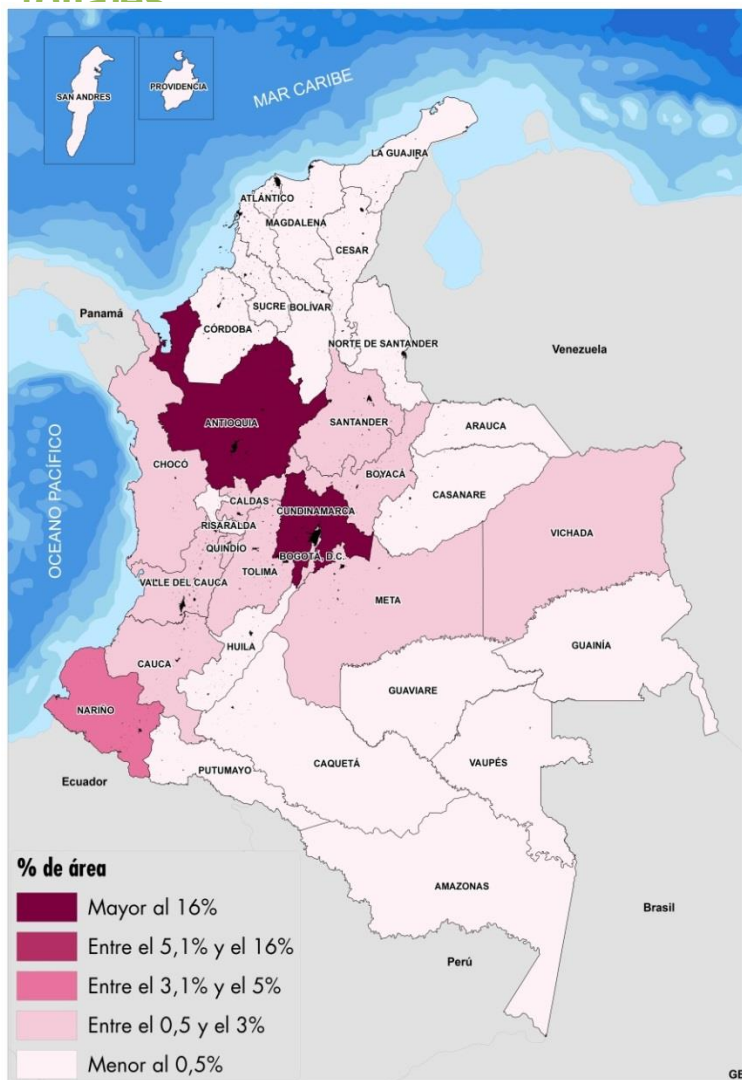 SAN ANDRES
PROVIDENCIA
MAR CARIBE
LA GUAJIRA
ATLÁNTICO
MAGDALENA
CESAR
SUCRE
BOLÍVAR
Panamá
CÓRDOBA
NORTE DE SANTANDER
Venezuela
ANTIOQUIA
SANTANDER
ARAUCA
OCEANO PACÍFICO
CHOCÓ
BOYACÁ
CASANARE
CALDAS
CUNDINAMARCA
RISARALDA
VICHADA
QUINDÍO
BOGOTÁ, D.C.
TOLIMA
VALLE DEL CAUCA
META
HUILA
GUAINÍA
CAUCA
GUAVIARE
NARIÑO
CAQUETÁ
VAUPÉS
PUTUMAYO
Ecuador
% de área
AMAZONAS
Brasil
Perú
Mayor al 16%
Entre el 5,1% y el 16%
Entre el 3,1% y el 5%
Entre el 0,5 y el 3%
Menor al 0,5%
GE